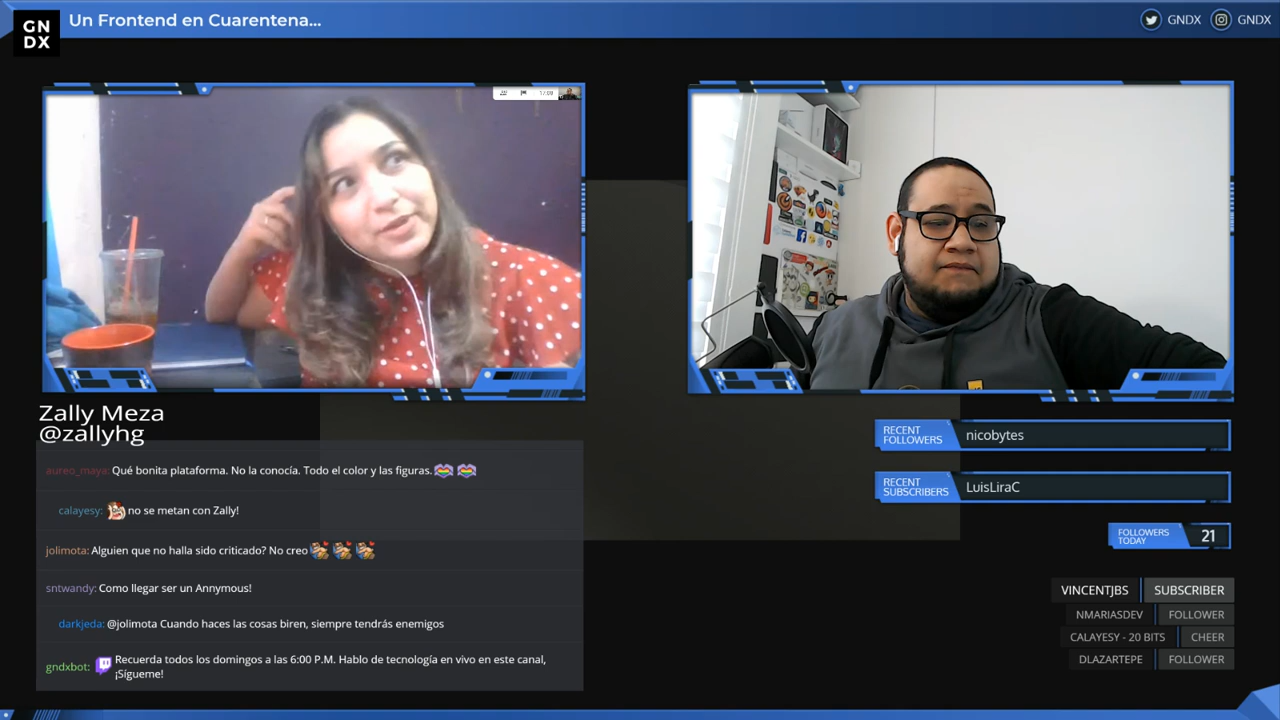 GN
DX
Un Frontend en Cuarentena...
GNDX
GNDX
Zally Meza
@zallyhg
aureo_maya: Qué bonita plataforma. No la conocía. Todo el color y las figuras.
calayesy: no se metan con Zally!
jolimota: Alguien que no halla sido criticado? No creo
sntwandy: Como llegar ser un Annymous!
darkjeda: @jolimota Cuando haces las cosas biren, siempre tendrás enemigos
gndxbot: Recuerda todos los domingos a las 6:00 P.M. Hablo de tecnología en vivo en este canal,
¡Sígueme!
RECENT
FOLLOWERS
nicobytes
RECENT
SUBSCRIBERS
LuisLiraC
FOLLOWERS
TODAY
21
VINCENTJBS SUBSCRIBER
NMARIASDEV FOLLOWER
CALAYESY - 20 BITS CHEER
DLAZARTEPE FOLLOWER